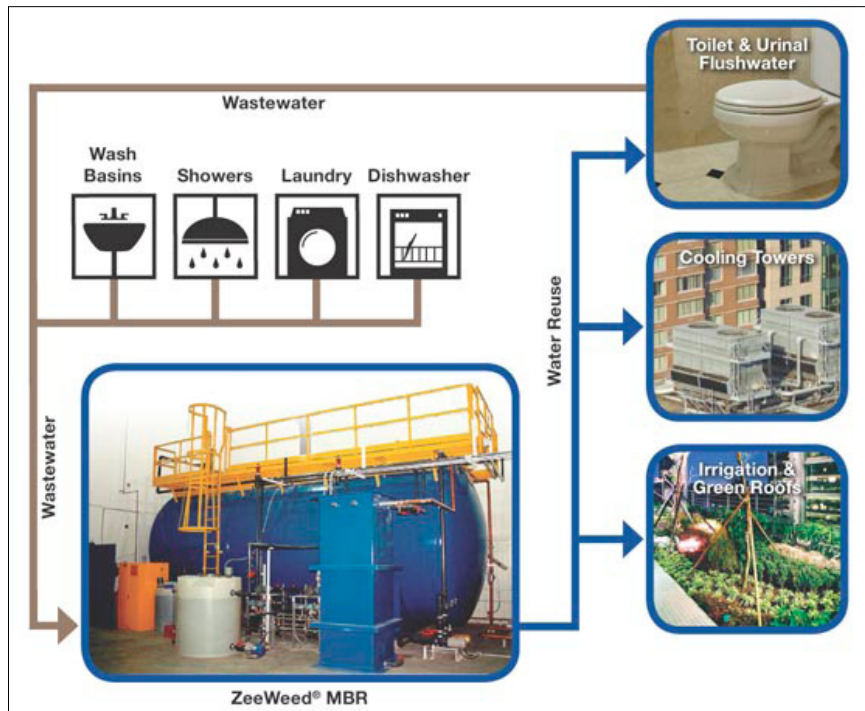 Toilet & Urinal
Flushwater
Wastewater
Wash
Basins
Showers
Laundry
Dishwasher
Cooling Towers
Water Reuse
Wastewater
Irrigation &
Green Roofs
ZeeWeed® MBR